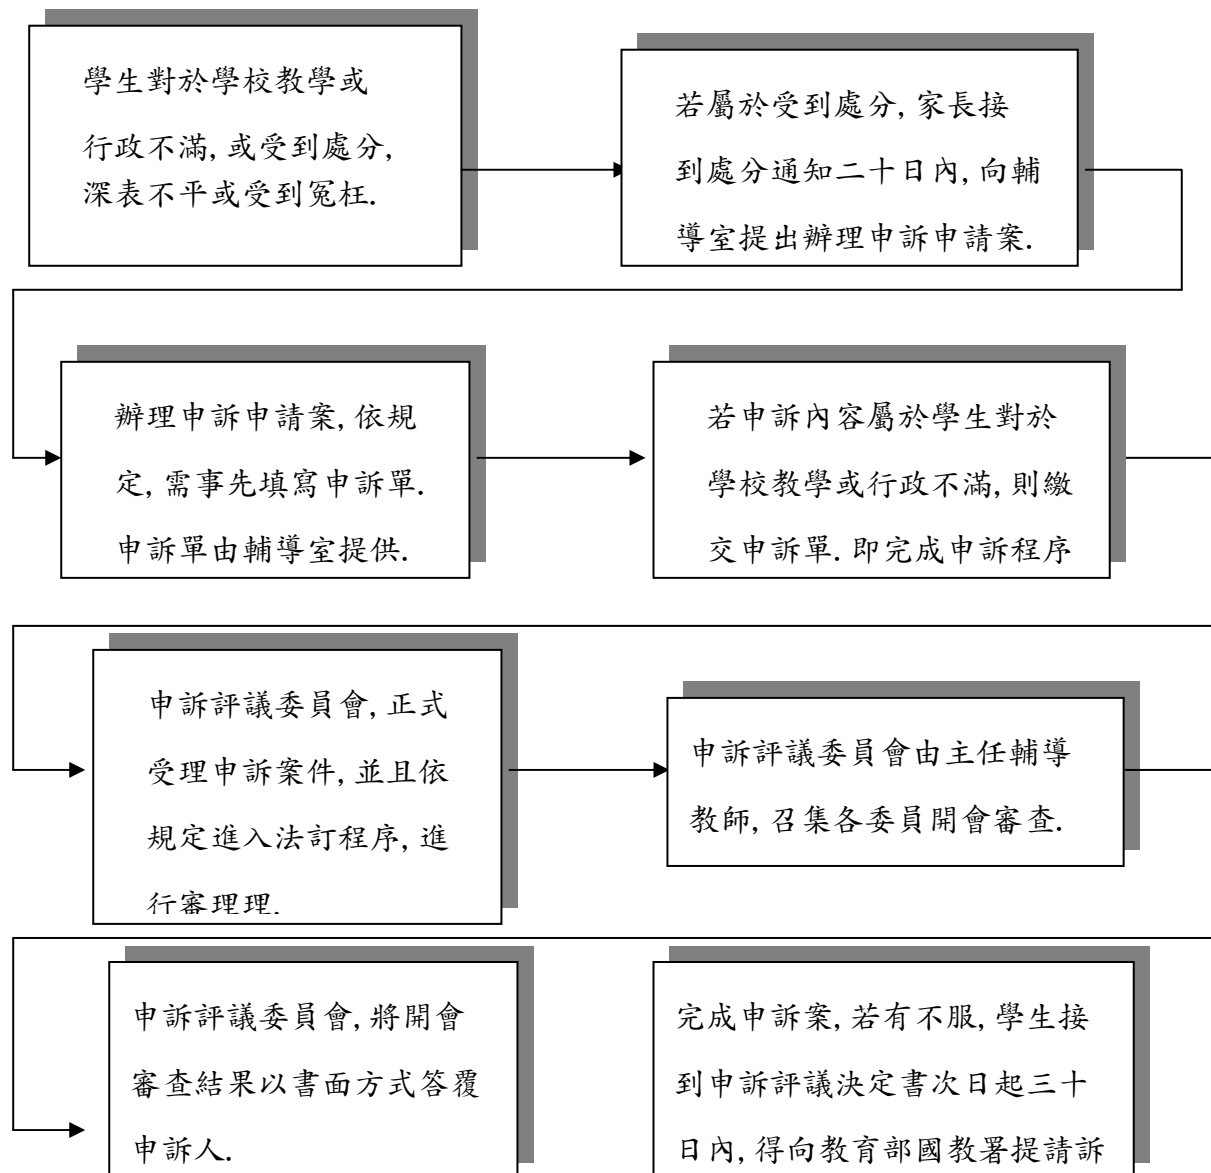 學生對於學校教學或
行政不滿, 或受到處分,
深表不平或受到冤枉.
若屬於受到處分, 家長接
到處分通知二十日內, 向輔
導室提出辦理申訴申請案.
辦理申訴申請案, 依規
定, 需事先填寫申訴單.
申訴單由輔導室提供.
若申訴內容屬於學生對於
學校教學或行政不滿, 則繳
交申訴單. 即完成申訴程序
申訴評議委員會, 正式
受理申訴案件, 並且依
規定進入法訂程序, 進
行審理理.
申訴評議委員會由主任輔導
教師, 召集各委員開會審查.
申訴評議委員會, 將開會
審查結果以書面方式答覆
申訴人.
完成申訴案, 若有不服, 學生接
到申訴評議決定書次日起三十
日內, 得向教育部國教署提請訴